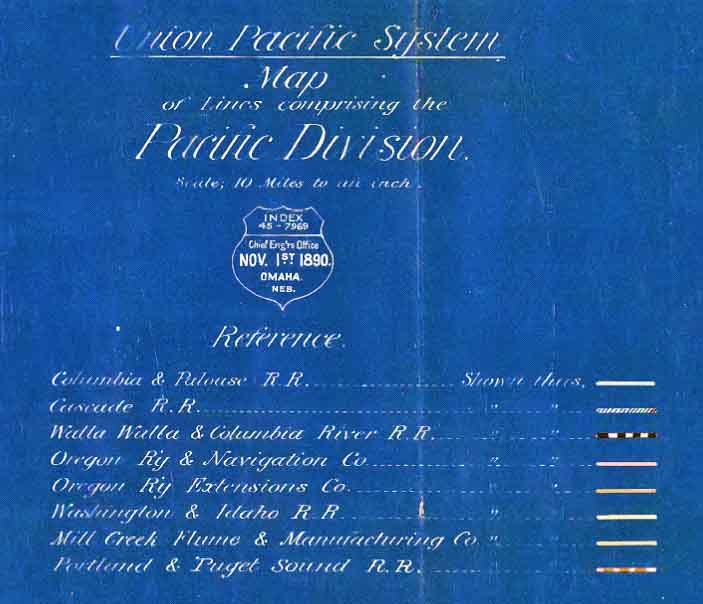 Union Pacific System
Map
of Lines comprising the
Pacific Division.
Scale; 10 Miles to an inch.
INDEX
45 - 7969
Chief Eng'rs Office
NOV. 1ST 1890.
OMAHA.
NEB.
Reference.
Columbia & Palouse R.R. Shown thus,
Cascade R.R. " "
Walla Walla & Columbia River R.R. " "
Oregon Ry & Navigation Co. " "
Oregon Ry Extensions Co. " "
Washington & Idaho R.R. " "
Mill Creek Flume & Manufacturing Co. " "
Portland & Puget Sound R.R. " "